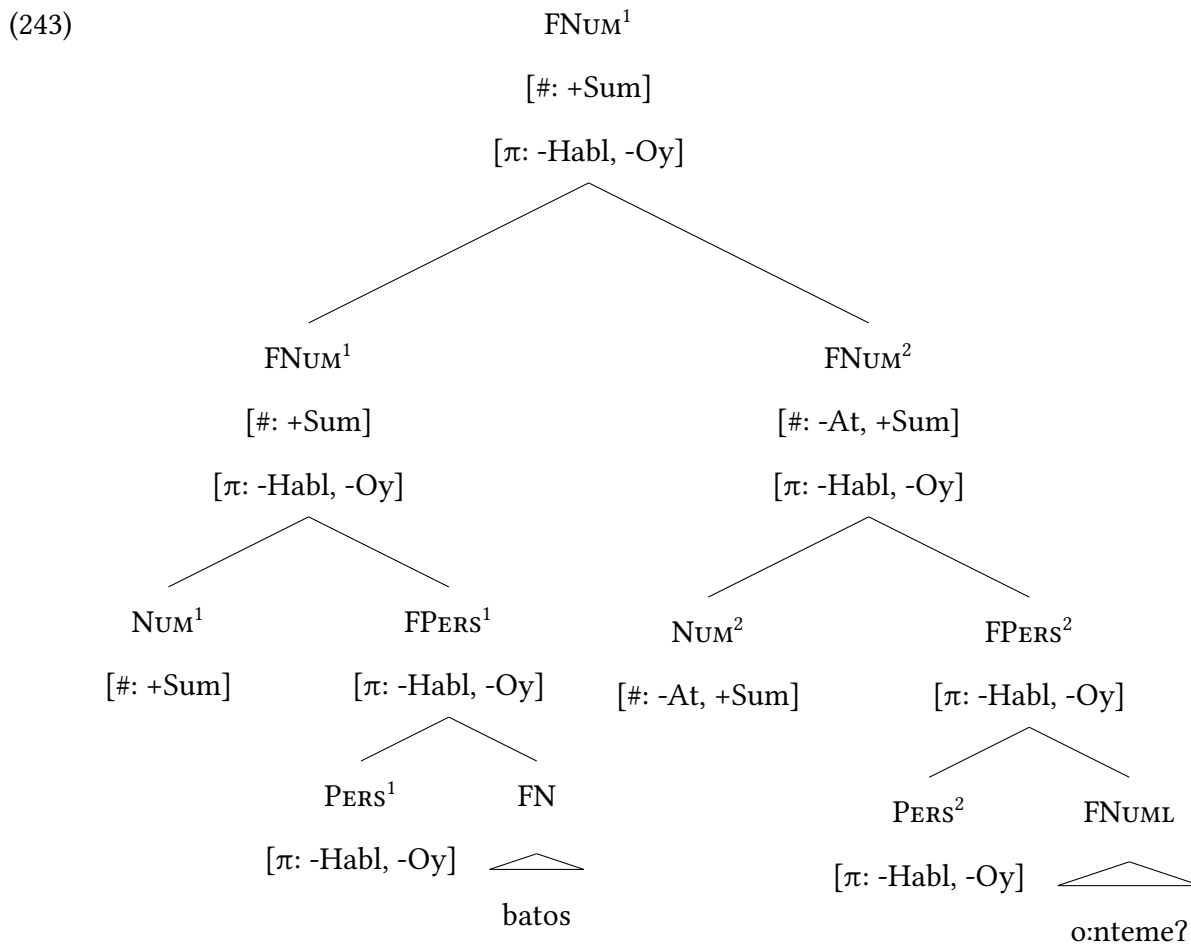 (243)
FNUM¹
[#: +Sum]
[π: -Habl, -Oy]
FNUM¹ FNUM²
[#: +Sum] [#: -At, +Sum]
[π: -Habl, -Oy] [π: -Habl, -Oy]
NUM¹ FPERS¹ NUM² FPERS²
[#: +Sum] [π: -Habl, -Oy] [#: -At, +Sum] [π: -Habl, -Oy]
PERS¹ FN PERS² FNUML
[π: -Habl, -Oy] [π: -Habl, -Oy]
batos o:nteme?